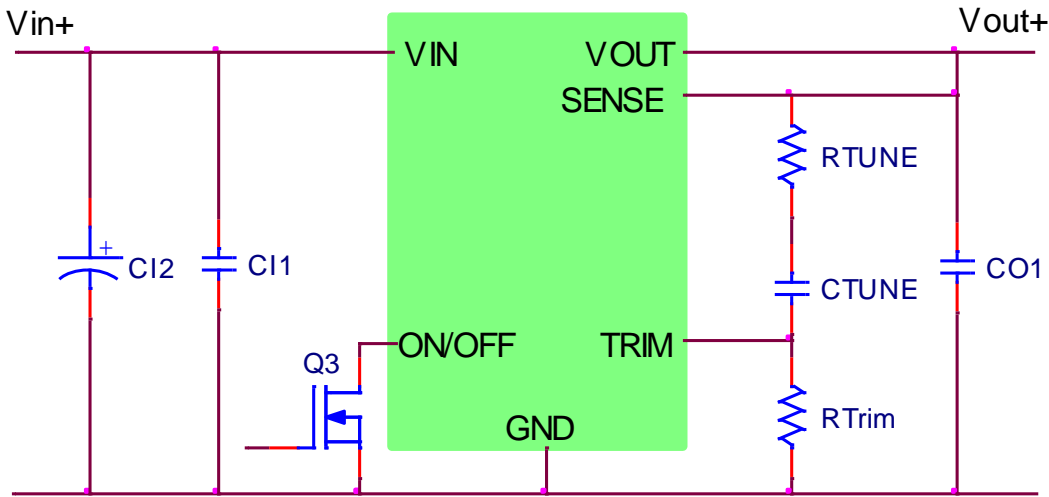 Vin+
Vout+
VIN
VOUT
SENSE
RTUNE
+
CI2
CI1
CTUNE
CO1
ON/OFF
TRIM
Q3
RTrim
GND